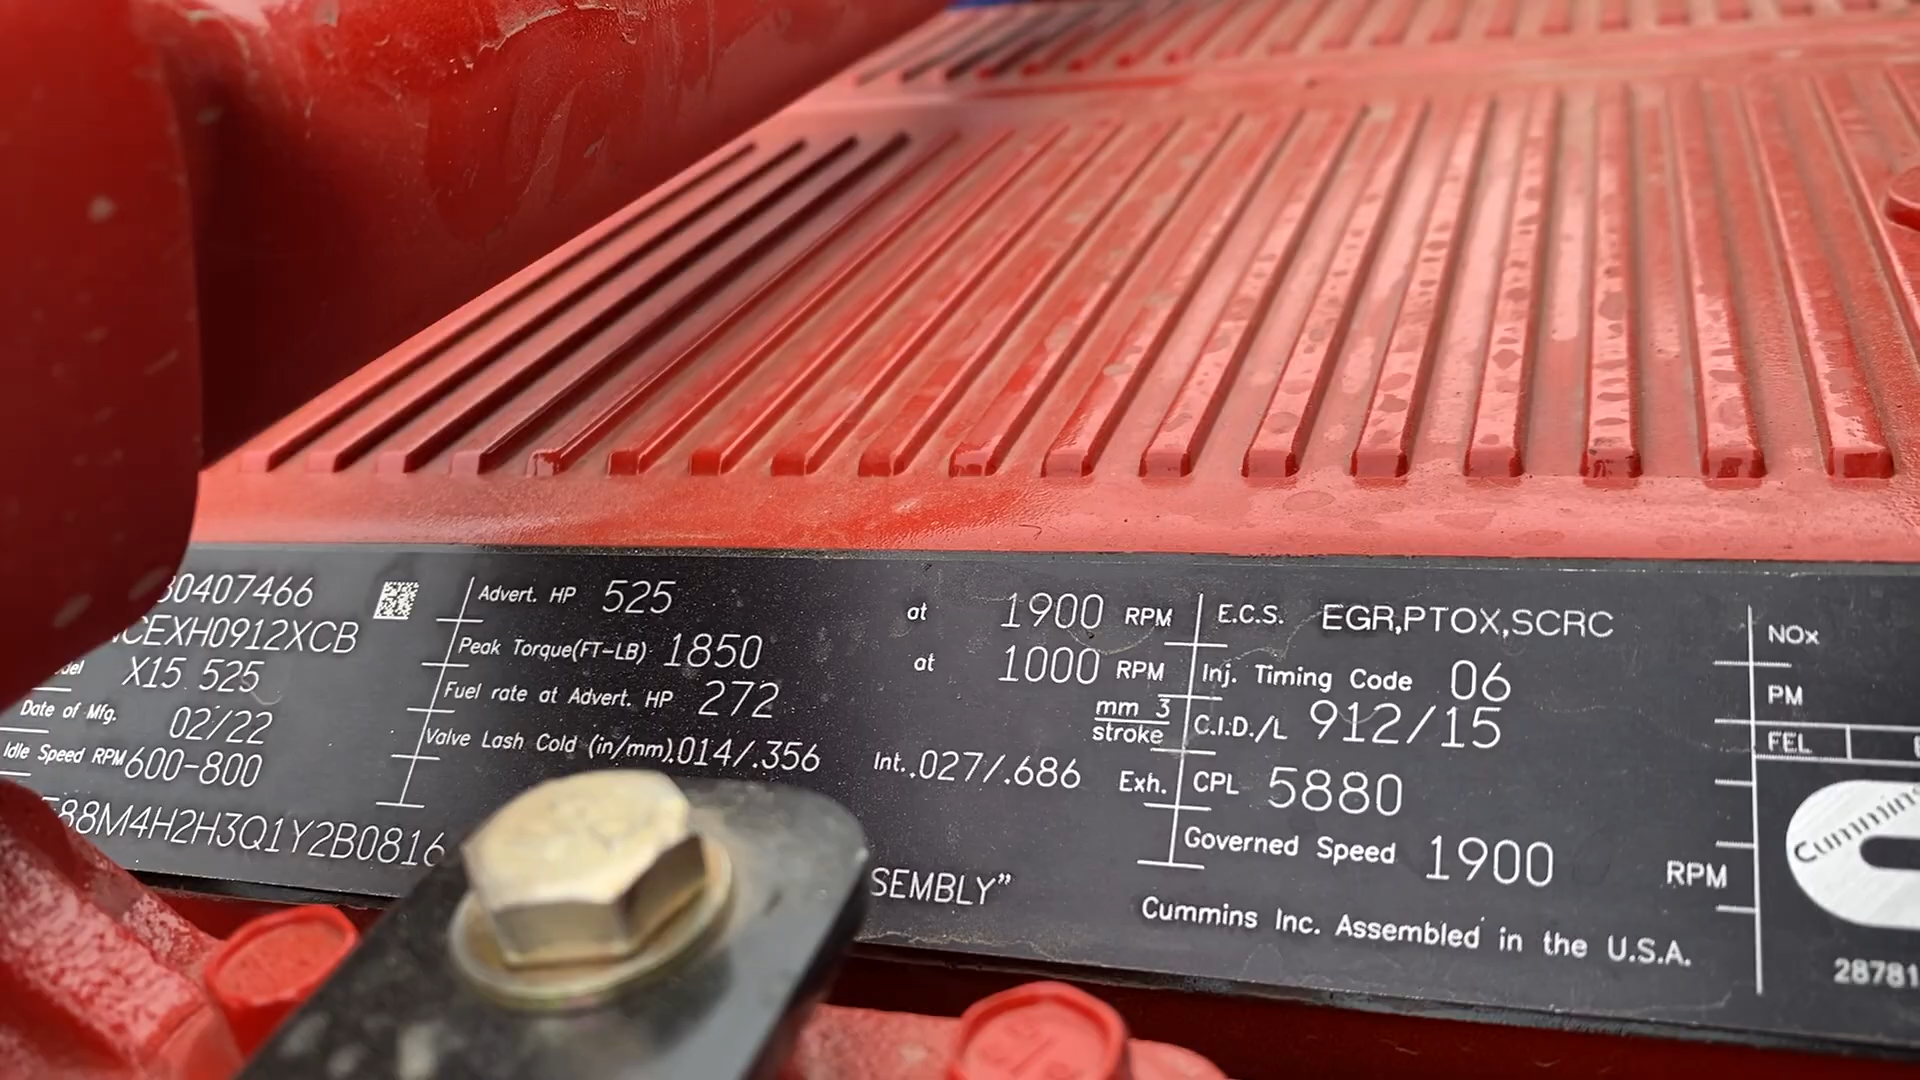 0407466
CEXH0912XCB
X15 525
Date of Mfg. 02/22
Idle Speed RPM 600-800
88M4H2H3Q1Y2B0816
Advert. HP 525 at 1900 RPM
Peak Torque(FT-LB) 1850 at 1000 RPM
Fuel rate at Advert. HP 272 mm 3
stroke
Valve Lash Cold (in/mm).014/.356 Int..027/.686 Exh.
SEMBLY”
E.C.S. EGR,PTOX,SCRC
Inj. Timing Code 06
C.I.D./L 912/15
CPL 5880
Governed Speed 1900 RPM
Cummins Inc. Assembled in the U.S.A.
NOx
PM
FEL
Cummins
28781